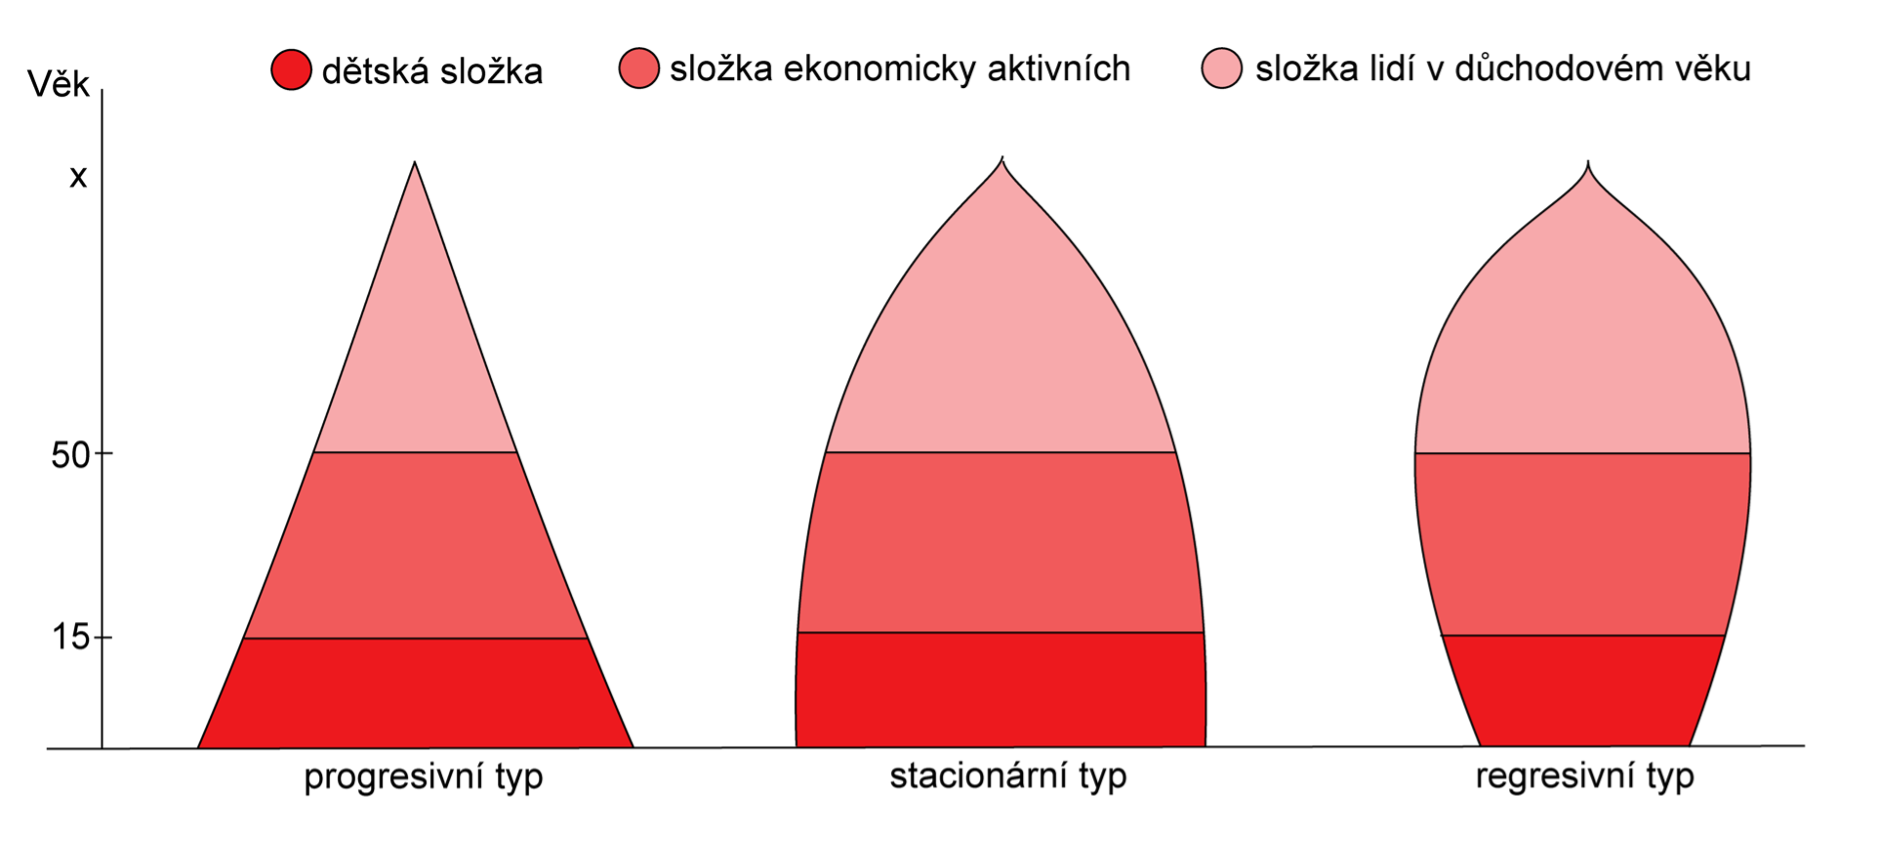 dětská složka
složka ekonomicky aktivních
složka lidí v důchodovém věku
Věk
x
50
15
progresivní typ
stacionární typ
regresivní typ